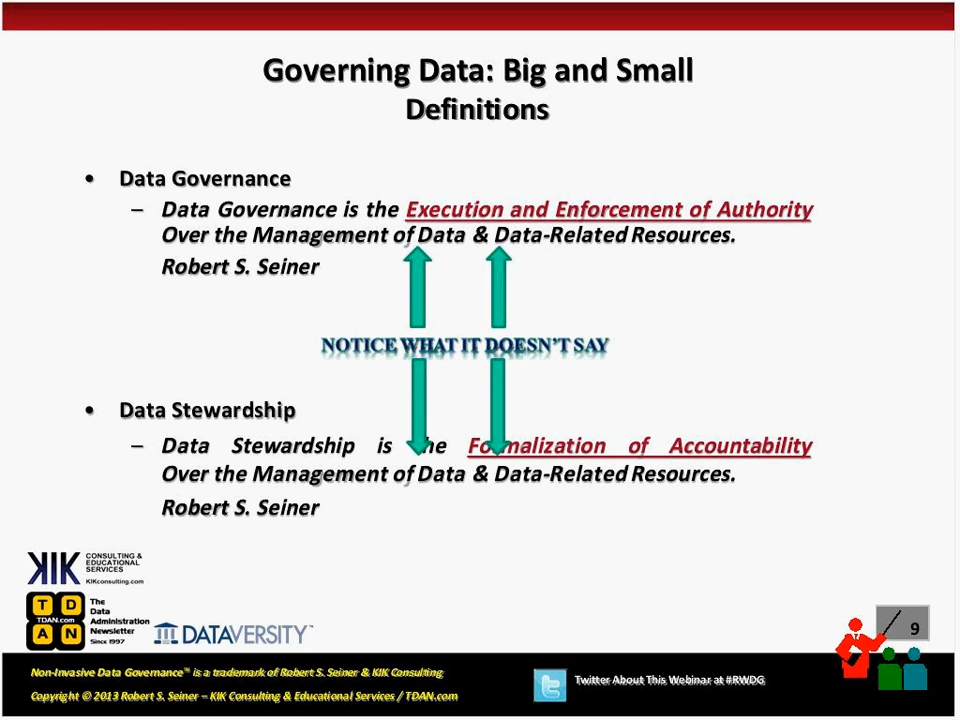 Governing Data: Big and Small
Definitions
• Data Governance
– Data Governance is the Execution and Enforcement of Authority
Over the Management of Data & Data-Related Resources.
Robert S. Seiner
NOTICE WHAT IT DOESN'T SAY
• Data Stewardship
– Data Stewardship is the Formalization of Accountability
Over the Management of Data & Data-Related Resources.
Robert S. Seiner
KIK CONSULTING &
EDUCATIONAL
SERVICES
KIKconsulting.com
T D
TDAN.com
A N
The
Data
Administration
Newsletter
Since 1997
DATAVERSITY™
9
Non-Invasive Data Governance™ is a trademark of Robert S. Seiner & KIK Consulting
Copyright © 2013 Robert S. Seiner – KIK Consulting & Educational Services / TDAN.com
Twitter About This Webinar at #RWDG